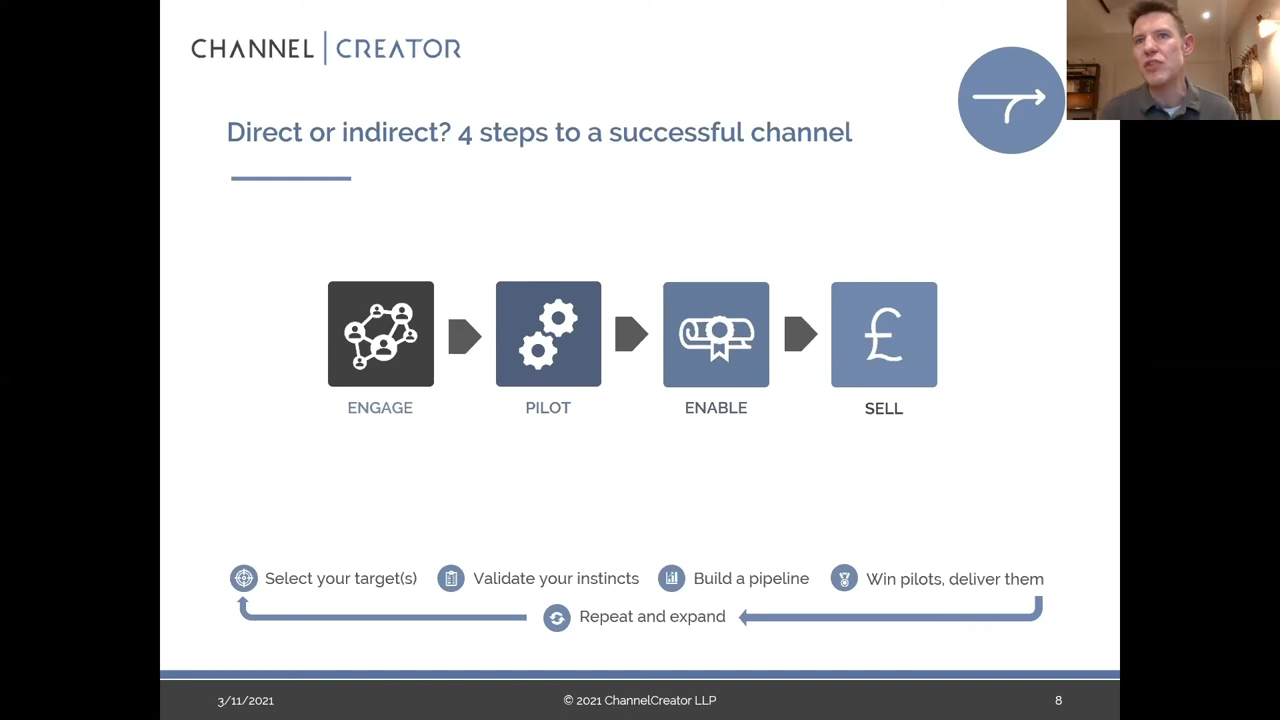 CHANNEL | CREATOR
Direct or indirect? 4 steps to a successful channel
£
ENGAGE
PILOT
ENABLE
SELL
Select your target(s)
Validate your instincts
Build a pipeline
Win pilots, deliver them
Repeat and expand
3/11/2021
© 2021 ChannelCreator LLP
8